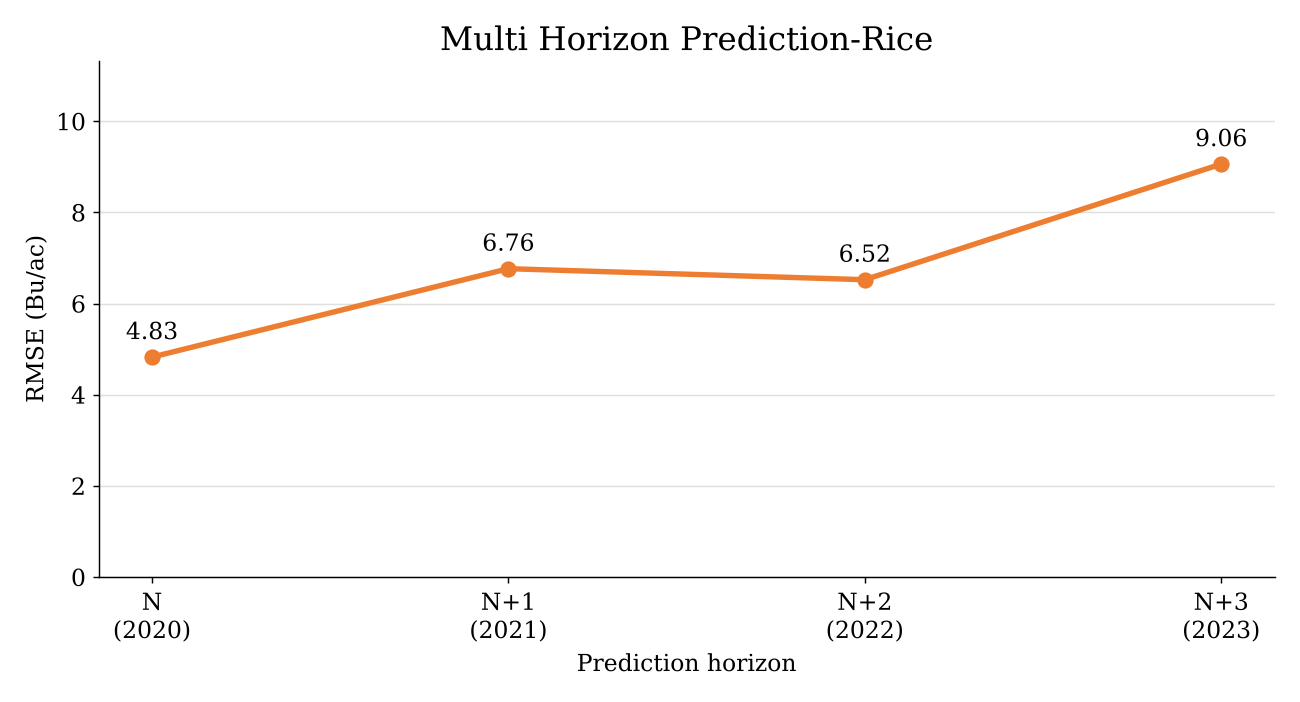 Multi Horizon Prediction-Rice
RMSE (Bu/ac)
10
8
6
4
2
0
4.83
6.76
6.52
9.06
N
(2020)
N+1
(2021)
N+2
(2022)
N+3
(2023)
Prediction horizon